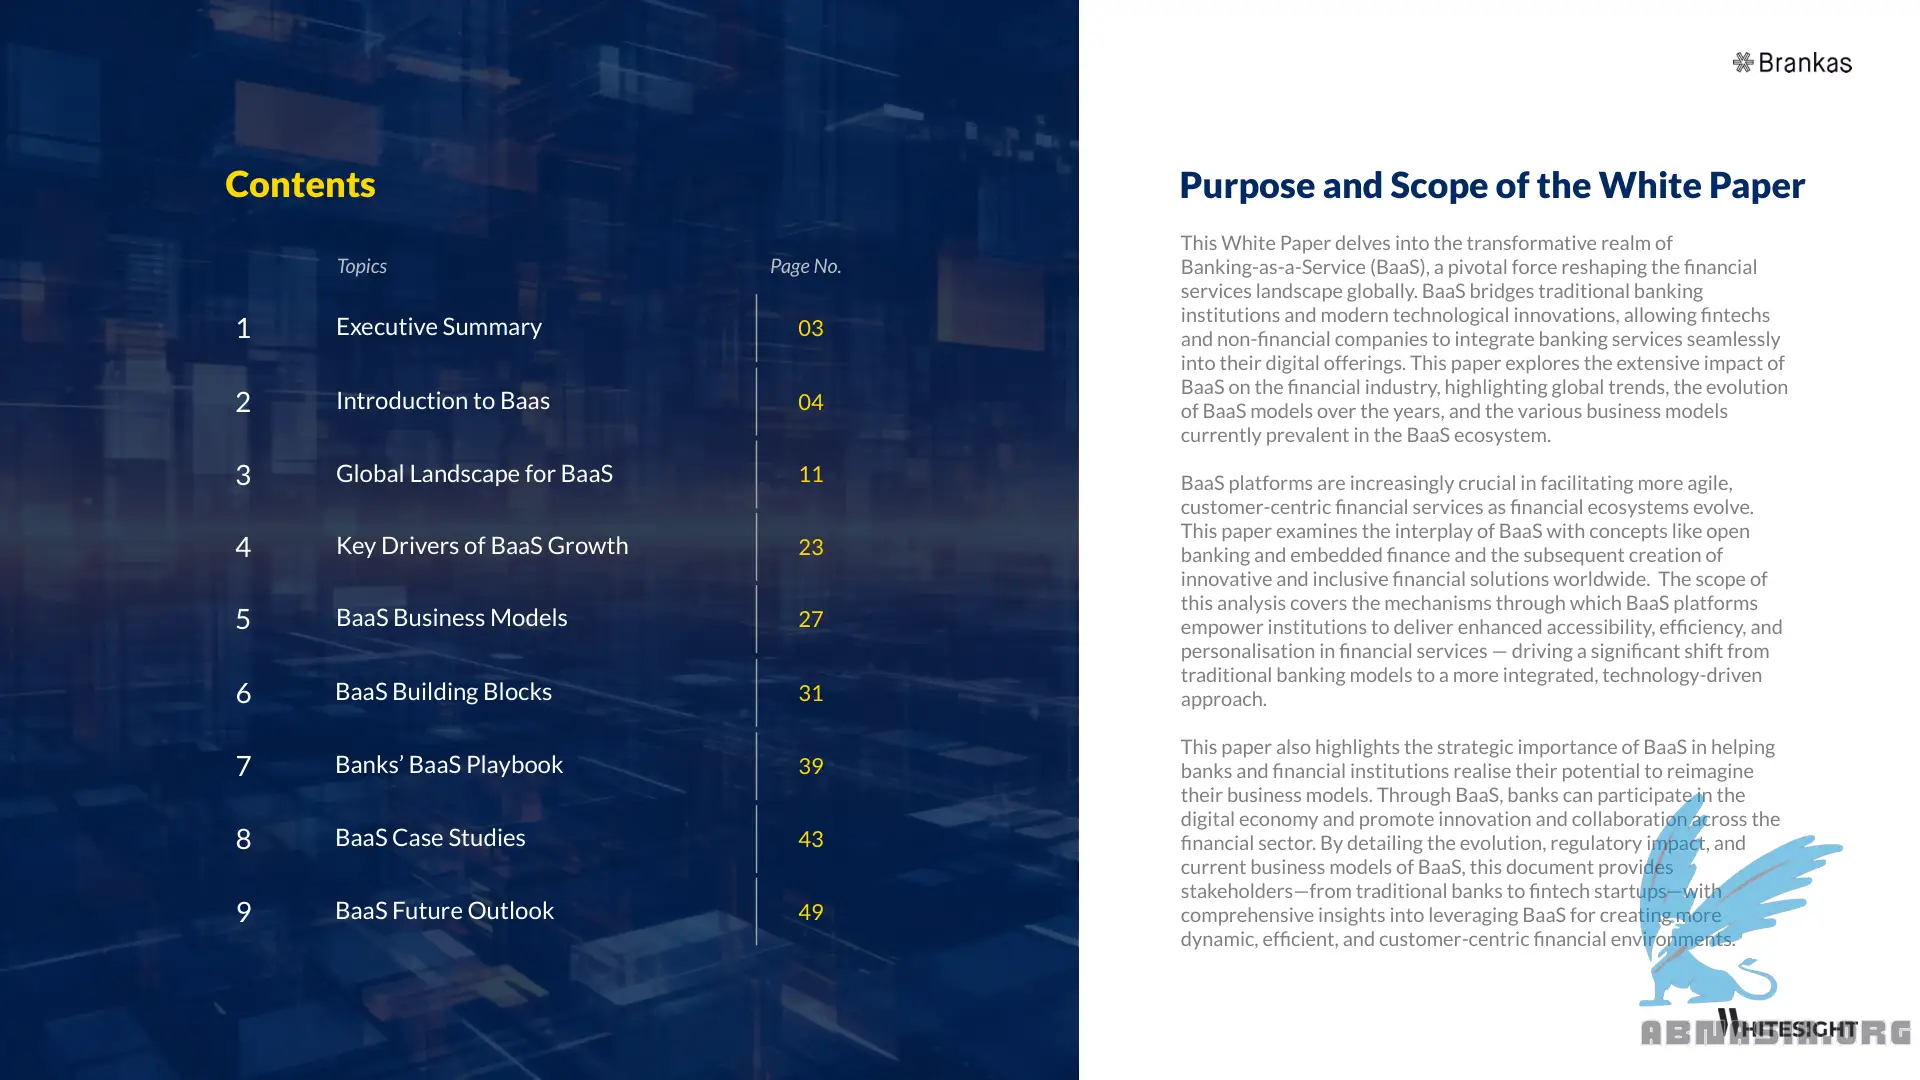 Contents
Topics Page No.
1 Executive Summary 03
2 Introduction to Baas 04
3 Global Landscape for BaaS 11
4 Key Drivers of BaaS Growth 23
5 BaaS Business Models 27
6 BaaS Building Blocks 31
7 Banks’ BaaS Playbook 39
8 BaaS Case Studies 43
9 BaaS Future Outlook 49
Brankas
Purpose and Scope of the White Paper
This White Paper delves into the transformative realm of
Banking-as-a-Service (BaaS), a pivotal force reshaping the financial
services landscape globally. BaaS bridges traditional banking
institutions and modern technological innovations, allowing fintechs
and non-financial companies to integrate banking services seamlessly
into their digital offerings. This paper explores the extensive impact of
BaaS on the financial industry, highlighting global trends, the evolution
of BaaS models over the years, and the various business models
currently prevalent in the BaaS ecosystem.
BaaS platforms are increasingly crucial in facilitating more agile,
customer-centric financial services as financial ecosystems evolve.
This paper examines the interplay of BaaS with concepts like open
banking and embedded finance and the subsequent creation of
innovative and inclusive financial solutions worldwide. The scope of
this analysis covers the mechanisms through which BaaS platforms
empower institutions to deliver enhanced accessibility, efficiency, and
personalisation in financial services — driving a significant shift from
traditional banking models to a more integrated, technology-driven
approach.
This paper also highlights the strategic importance of BaaS in helping
banks and financial institutions realise their potential to reimagine
their business models. Through BaaS, banks can participate in the
digital economy and promote innovation and collaboration across the
financial sector. By detailing the evolution, regulatory impact, and
current business models of BaaS, this document provides
stakeholders—from traditional banks to fintech startups—with
comprehensive insights into leveraging BaaS for creating more
dynamic, efficient, and customer-centric financial environments.
WHITESIGHT
ABNASIA.ORG